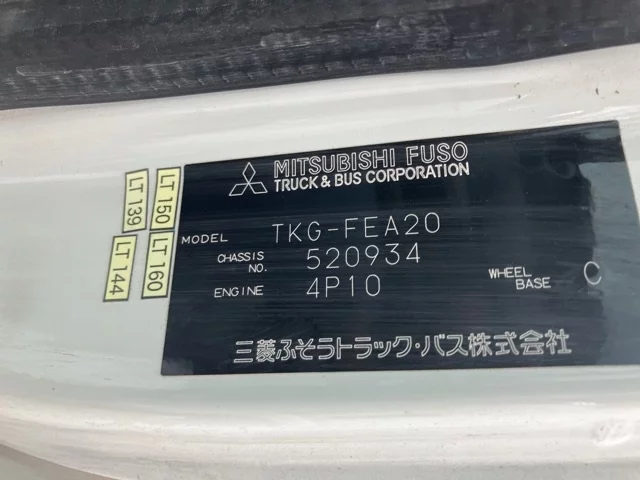 MITSUBISHI FUSO
TRUCK & BUS CORPORATION
LT 139
LT 150
LT 144
LT 160
MODEL TKG-FEA20
CHASSIS NO. 520934
ENGINE 4P10
WHEEL BASE C
三菱ふそうトラック・バス株式会社